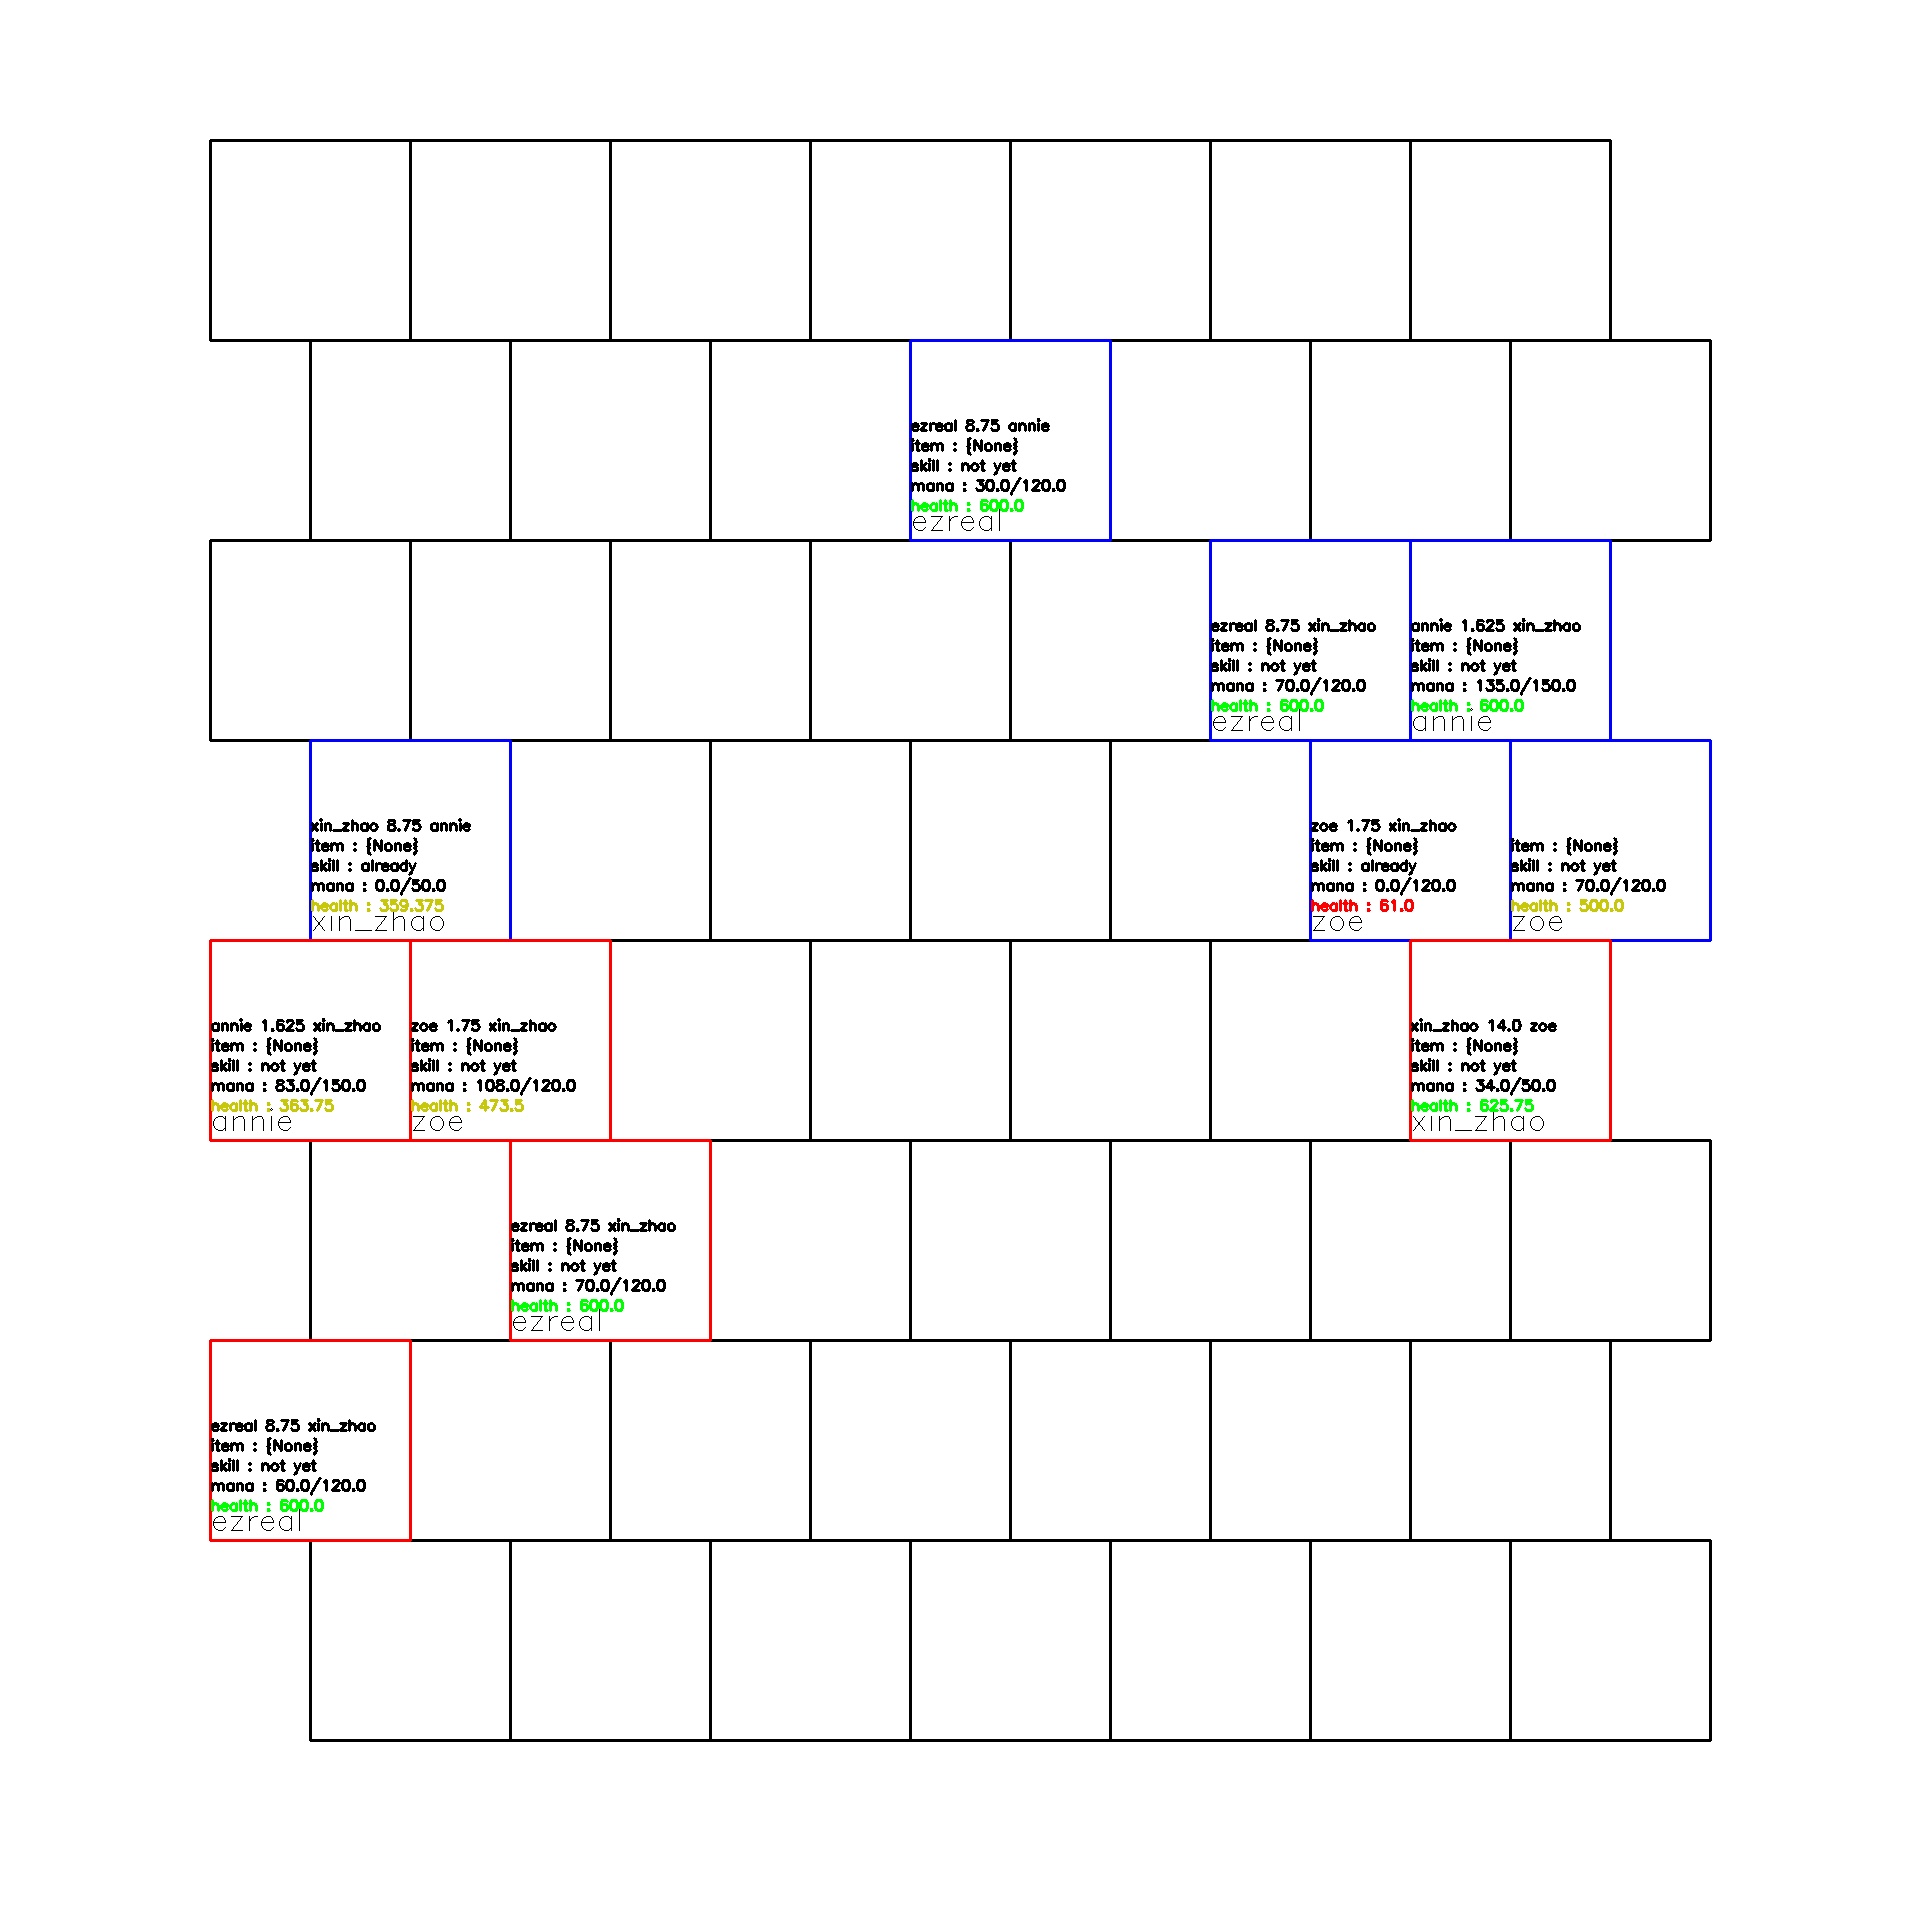 ezreal 8.75 annie
item : {None}
skill : not yet
mana : 30.0/120.0
health : 600.0
ezreal
ezreal 8.75 xin_zhao
item : {None}
skill : not yet
mana : 70.0/120.0
health : 600.0
ezreal
annie 1.625 xin_zhao
item : {None}
skill : not yet
mana : 135.0/150.0
health : 600.0
annie
xin_zhao 8.75 annie
item : {None}
skill : already
mana : 0.0/50.0
health : 359.375
xin_zhao
zoe 1.75 xin_zhao
item : {None}
skill : already
mana : 0.0/120.0
health : 61.0
zoe
item : {None}
skill : not yet
mana : 70.0/120.0
health : 500.0
zoe
annie 1.625 xin_zhao
item : {None}
skill : not yet
mana : 83.0/150.0
health : 363.75
annie
zoe 1.75 xin_zhao
item : {None}
skill : not yet
mana : 108.0/120.0
health : 473.5
zoe
xin_zhao 14.0 zoe
item : {None}
skill : not yet
mana : 34.0/50.0
health : 625.75
xin_zhao
ezreal 8.75 xin_zhao
item : {None}
skill : not yet
mana : 70.0/120.0
health : 600.0
ezreal
ezreal 8.75 xin_zhao
item : {None}
skill : not yet
mana : 60.0/120.0
health : 600.0
ezreal